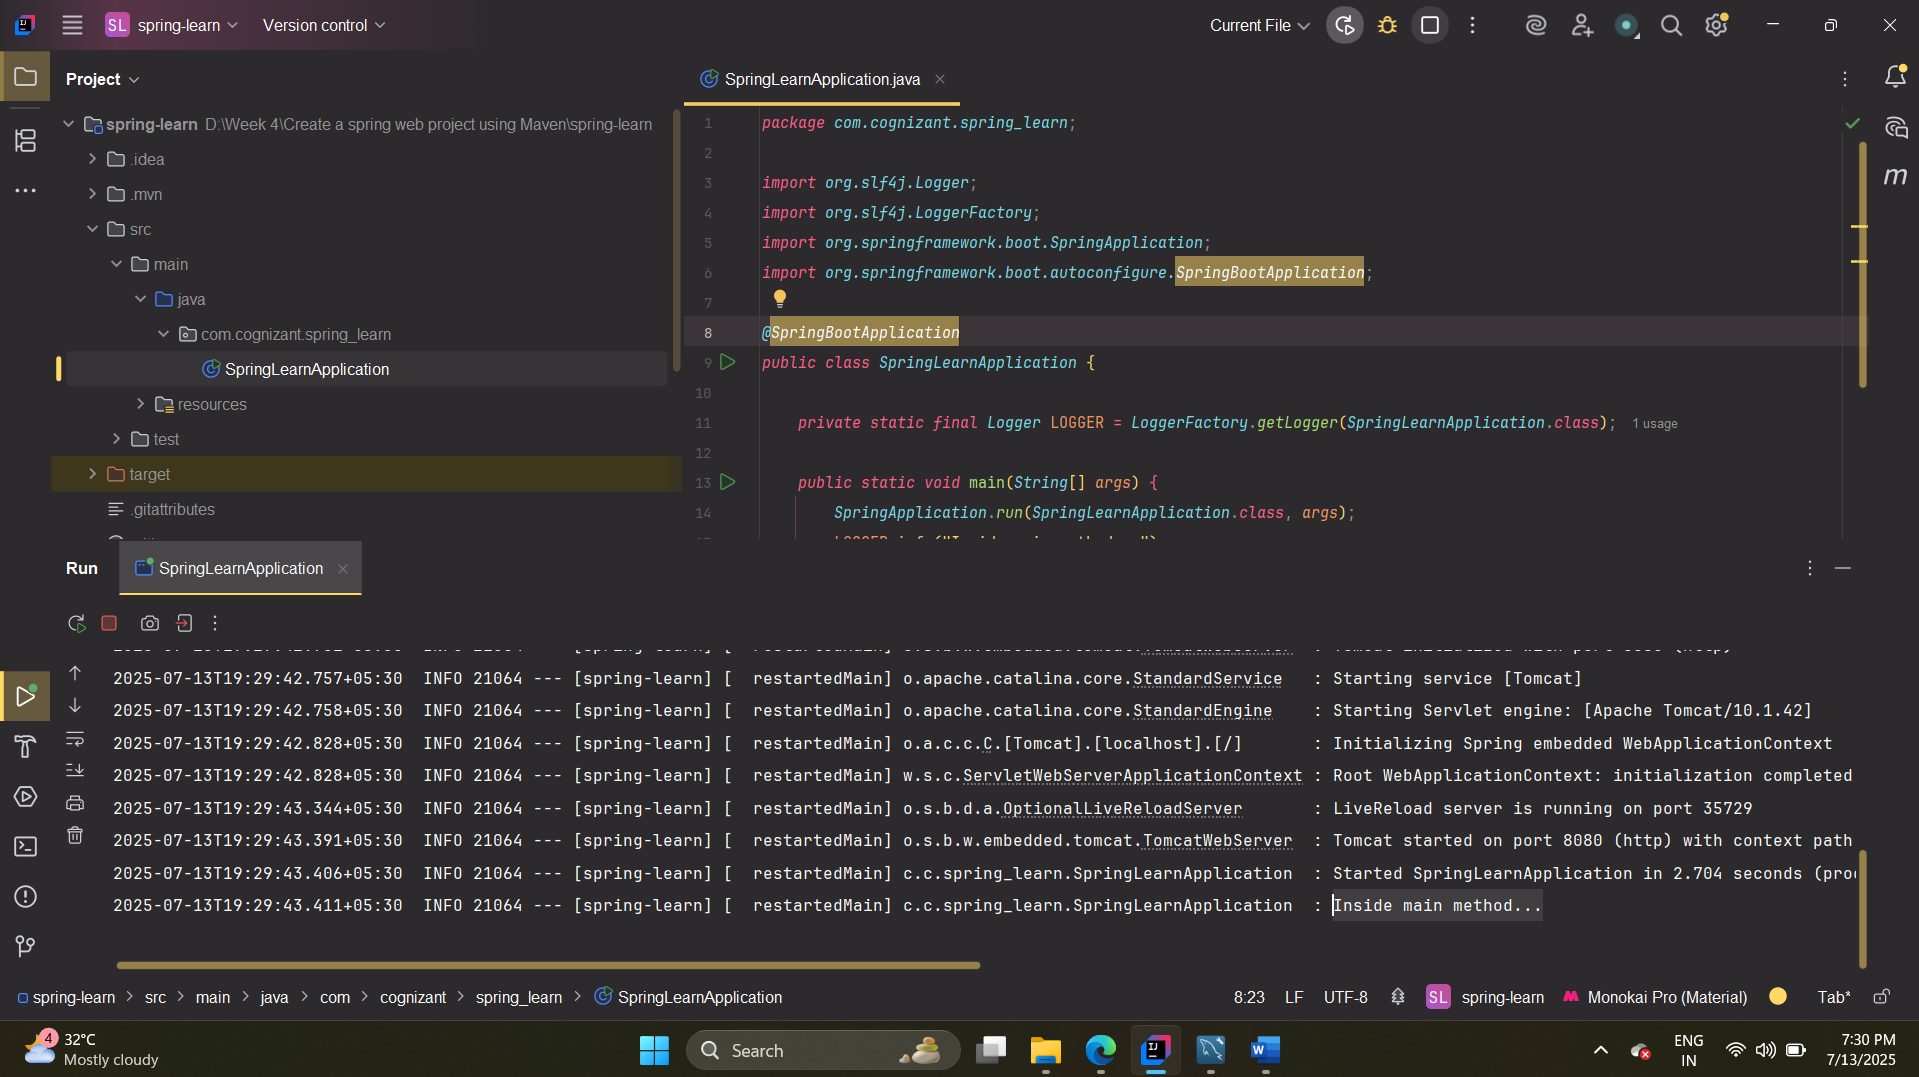 SL spring-learn Version control Current File
Project
SpringLearnApplication.java
spring-learn D:\Week 4\Create a spring web project using Maven\spring-learn
.idea
.mvn
src
main
java
com.cognizant.spring_learn
SpringLearnApplication
resources
test
target
.gitattributes
1 package com.cognizant.spring_learn;
2
3 import org.slf4j.Logger;
4 import org.slf4j.LoggerFactory;
5 import org.springframework.boot.SpringApplication;
6 import org.springframework.boot.autoconfigure.SpringBootApplication;
7
8 @SpringBootApplication
9 public class SpringLearnApplication {
10
11 private static final Logger LOGGER = LoggerFactory.getLogger(SpringLearnApplication.class); 1 usage
12
13 public static void main(String[] args) {
14 SpringApplication.run(SpringLearnApplication.class, args);
Run SpringLearnApplication
2025-07-13T19:29:42.757+05:30 INFO 21064 --- [spring-learn] [ restartedMain] o.apache.catalina.core.StandardService : Starting service [Tomcat]
2025-07-13T19:29:42.758+05:30 INFO 21064 --- [spring-learn] [ restartedMain] o.apache.catalina.core.StandardEngine : Starting Servlet engine: [Apache Tomcat/10.1.42]
2025-07-13T19:29:42.828+05:30 INFO 21064 --- [spring-learn] [ restartedMain] o.a.c.c.C.[Tomcat].[localhost].[/] : Initializing Spring embedded WebApplicationContext
2025-07-13T19:29:42.828+05:30 INFO 21064 --- [spring-learn] [ restartedMain] w.s.c.ServletWebServerApplicationContext : Root WebApplicationContext: initialization completed
2025-07-13T19:29:43.344+05:30 INFO 21064 --- [spring-learn] [ restartedMain] o.s.b.d.a.OptionalLiveReloadServer : LiveReload server is running on port 35729
2025-07-13T19:29:43.391+05:30 INFO 21064 --- [spring-learn] [ restartedMain] o.s.b.w.embedded.tomcat.TomcatWebServer : Tomcat started on port 8080 (http) with context path
2025-07-13T19:29:43.406+05:30 INFO 21064 --- [spring-learn] [ restartedMain] c.c.spring_learn.SpringLearnApplication : Started SpringLearnApplication in 2.704 seconds (pro
2025-07-13T19:29:43.411+05:30 INFO 21064 --- [spring-learn] [ restartedMain] c.c.spring_learn.SpringLearnApplication : Inside main method...
spring-learn > src > main > java > com > cognizant > spring_learn > SpringLearnApplication 8:23 LF UTF-8 SL spring-learn Monokai Pro (Material) Tab*
4 32°C
Mostly cloudy
Search
ENG
IN
7:30 PM
7/13/2025